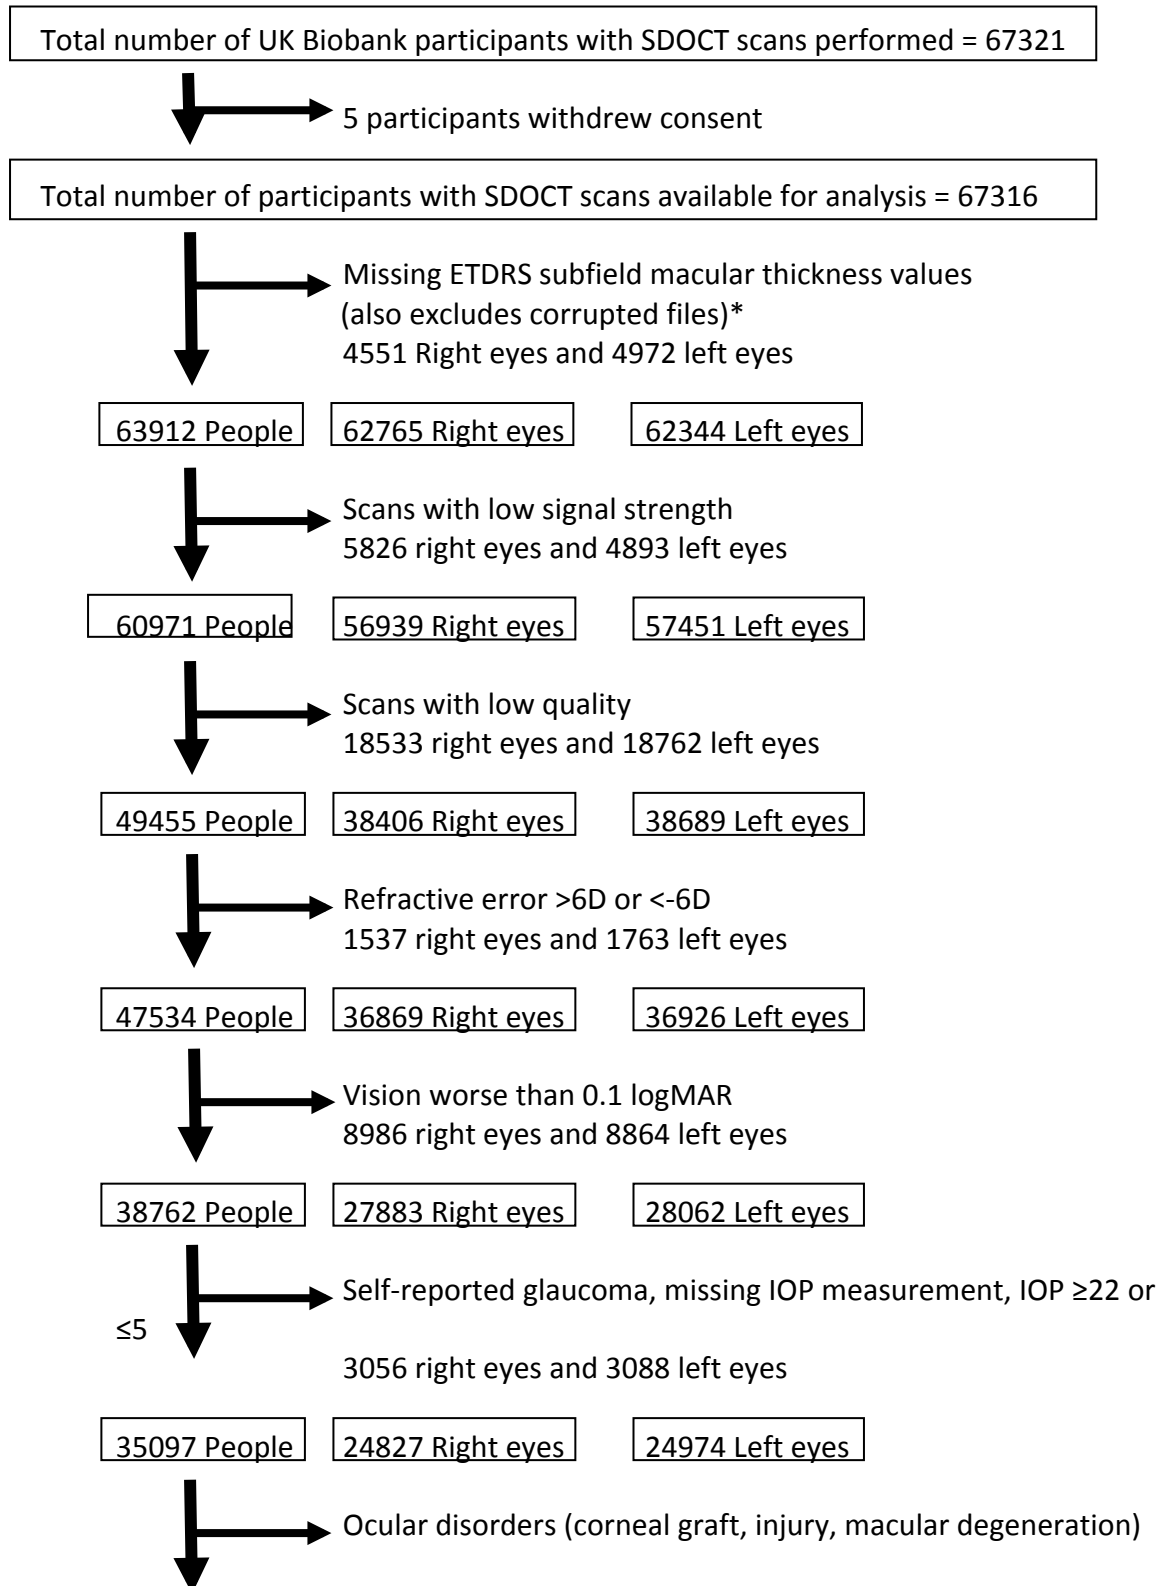 Total number of UK Biobank participants with SDOCT scans performed = 67321
5 participants withdrew consent
Total number of participants with SDOCT scans available for analysis = 67316
Missing ETDRS subfield macular thickness values
(also excludes corrupted files)*
4551 Right eyes and 4972 left eyes
63912 People 62765 Right eyes 62344 Left eyes
Scans with low signal strength
5826 right eyes and 4893 left eyes
60971 People 56939 Right eyes 57451 Left eyes
Scans with low quality
18533 right eyes and 18762 left eyes
49455 People 38406 Right eyes 38689 Left eyes
Refractive error >6D or <-6D
1537 right eyes and 1763 left eyes
47534 People 36869 Right eyes 36926 Left eyes
Vision worse than 0.1 logMAR
8986 right eyes and 8864 left eyes
38762 People 27883 Right eyes 28062 Left eyes
Self-reported glaucoma, missing IOP measurement, IOP ≥22 or
≤5
3056 right eyes and 3088 left eyes
35097 People 24827 Right eyes 24974 Left eyes
Ocular disorders (corneal graft, injury, macular degeneration)